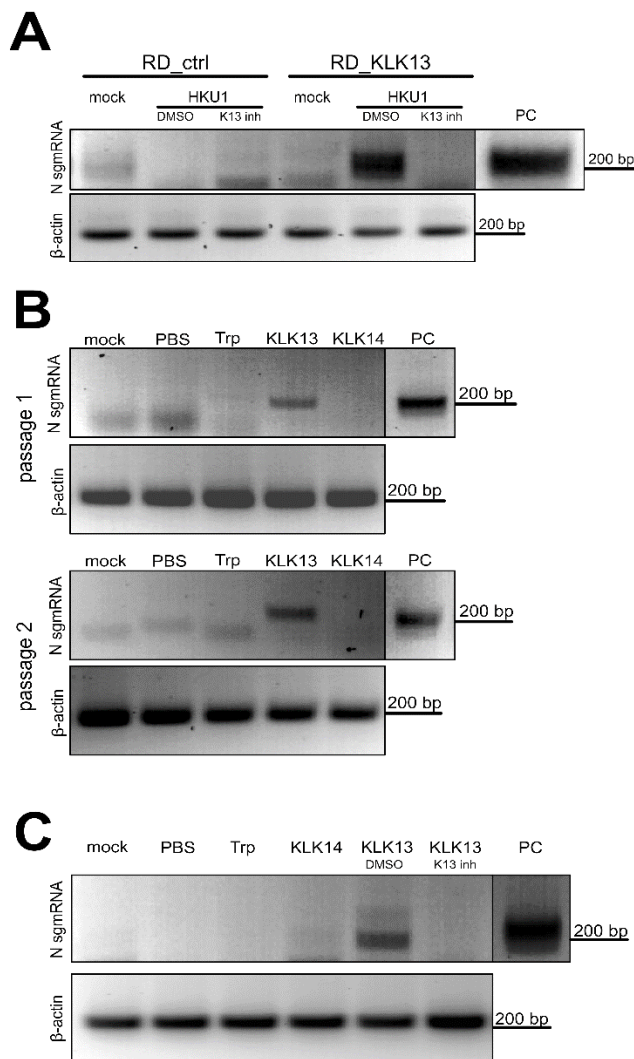 A
RD_ctrl RD_KLK13
mock HKU1 mock HKU1
DMSO K13 inh DMSO K13 inh PC
N sgmRNA 200 bp
β-actin 200 bp
B
mock PBS Trp KLK13 KLK14 PC
passage 1
N sgmRNA 200 bp
β-actin 200 bp
mock PBS Trp KLK13 KLK14 PC
passage 2
N sgmRNA 200 bp
β-actin 200 bp
C
mock PBS Trp KLK14 KLK13 KLK13 PC
DMSO K13 inh
N sgmRNA 200 bp
β-actin 200 bp